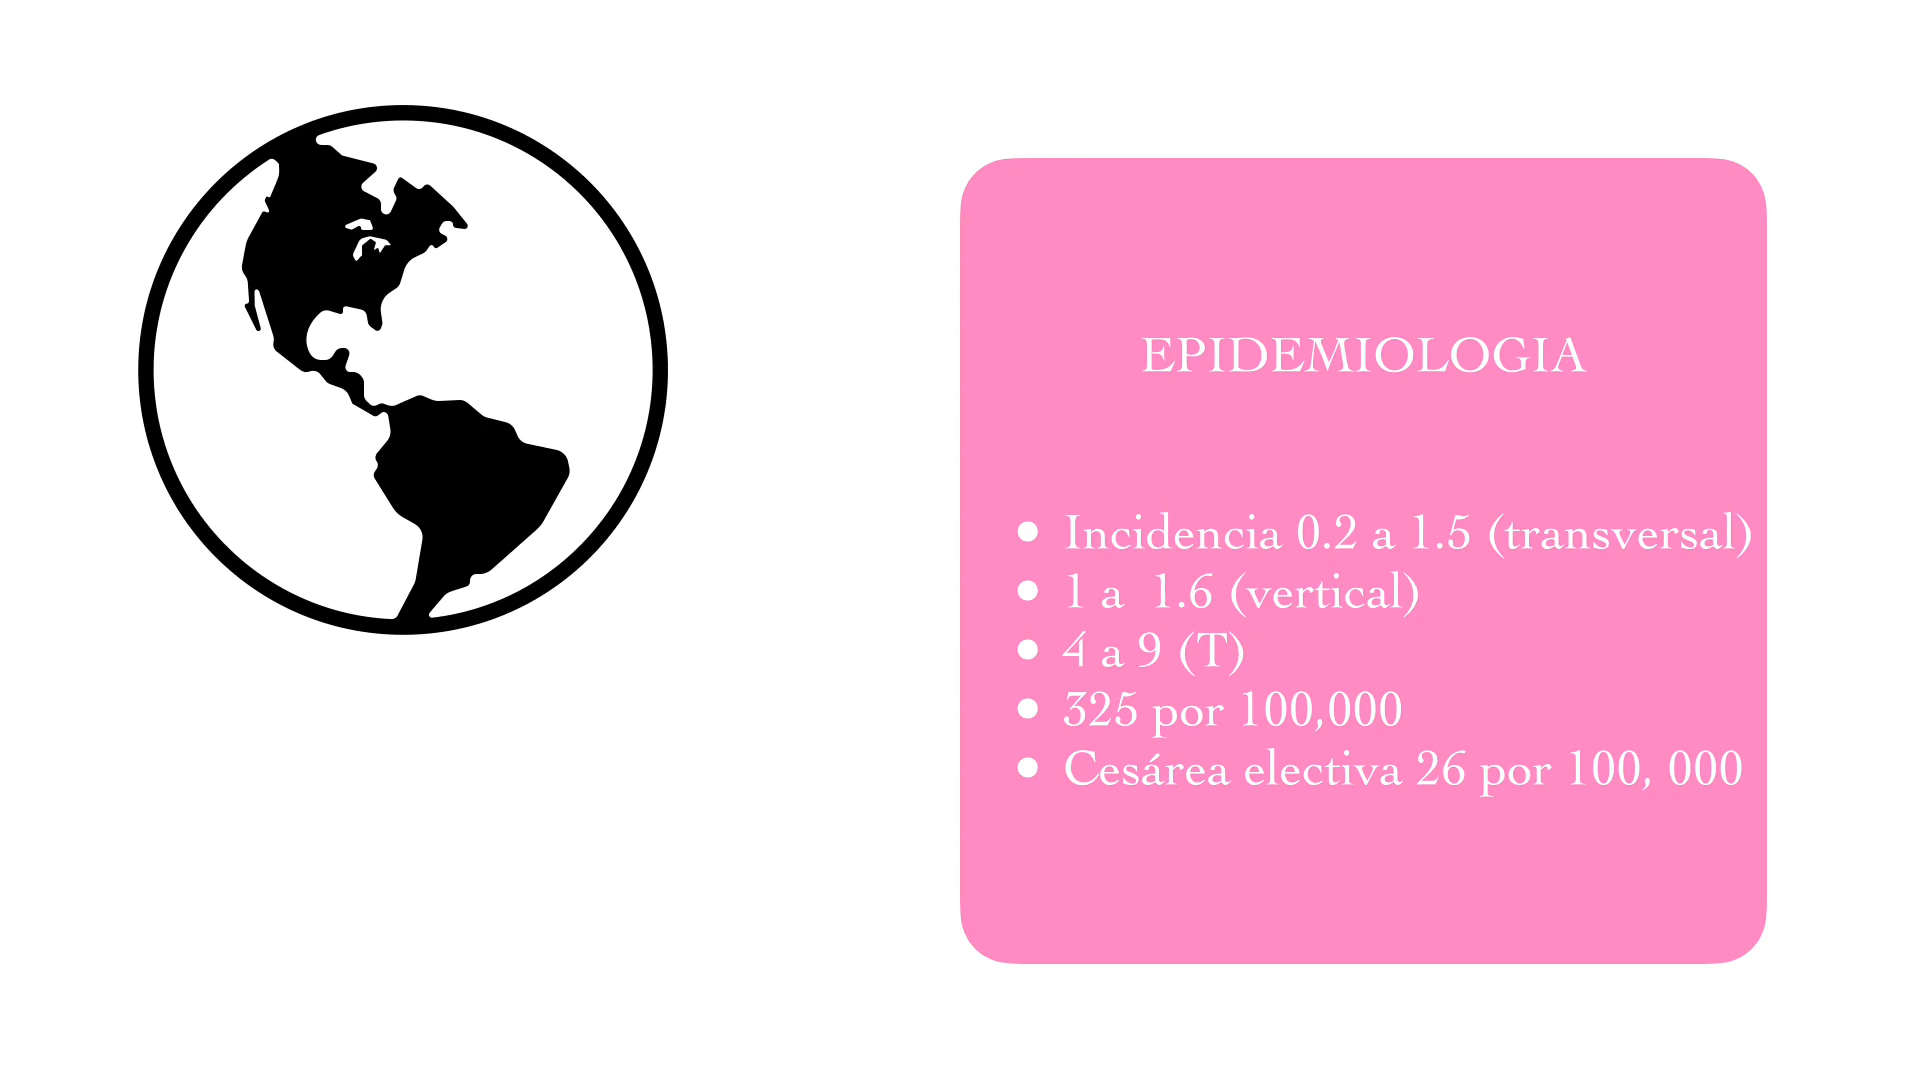 EPIDEMIOLOGIA
• Incidencia 0.2 a 1.5 (transversal)
• 1 a  1.6 (vertical)
• 4 a 9 (T)
• 325 por 100,000
• Cesárea electiva 26 por 100, 000